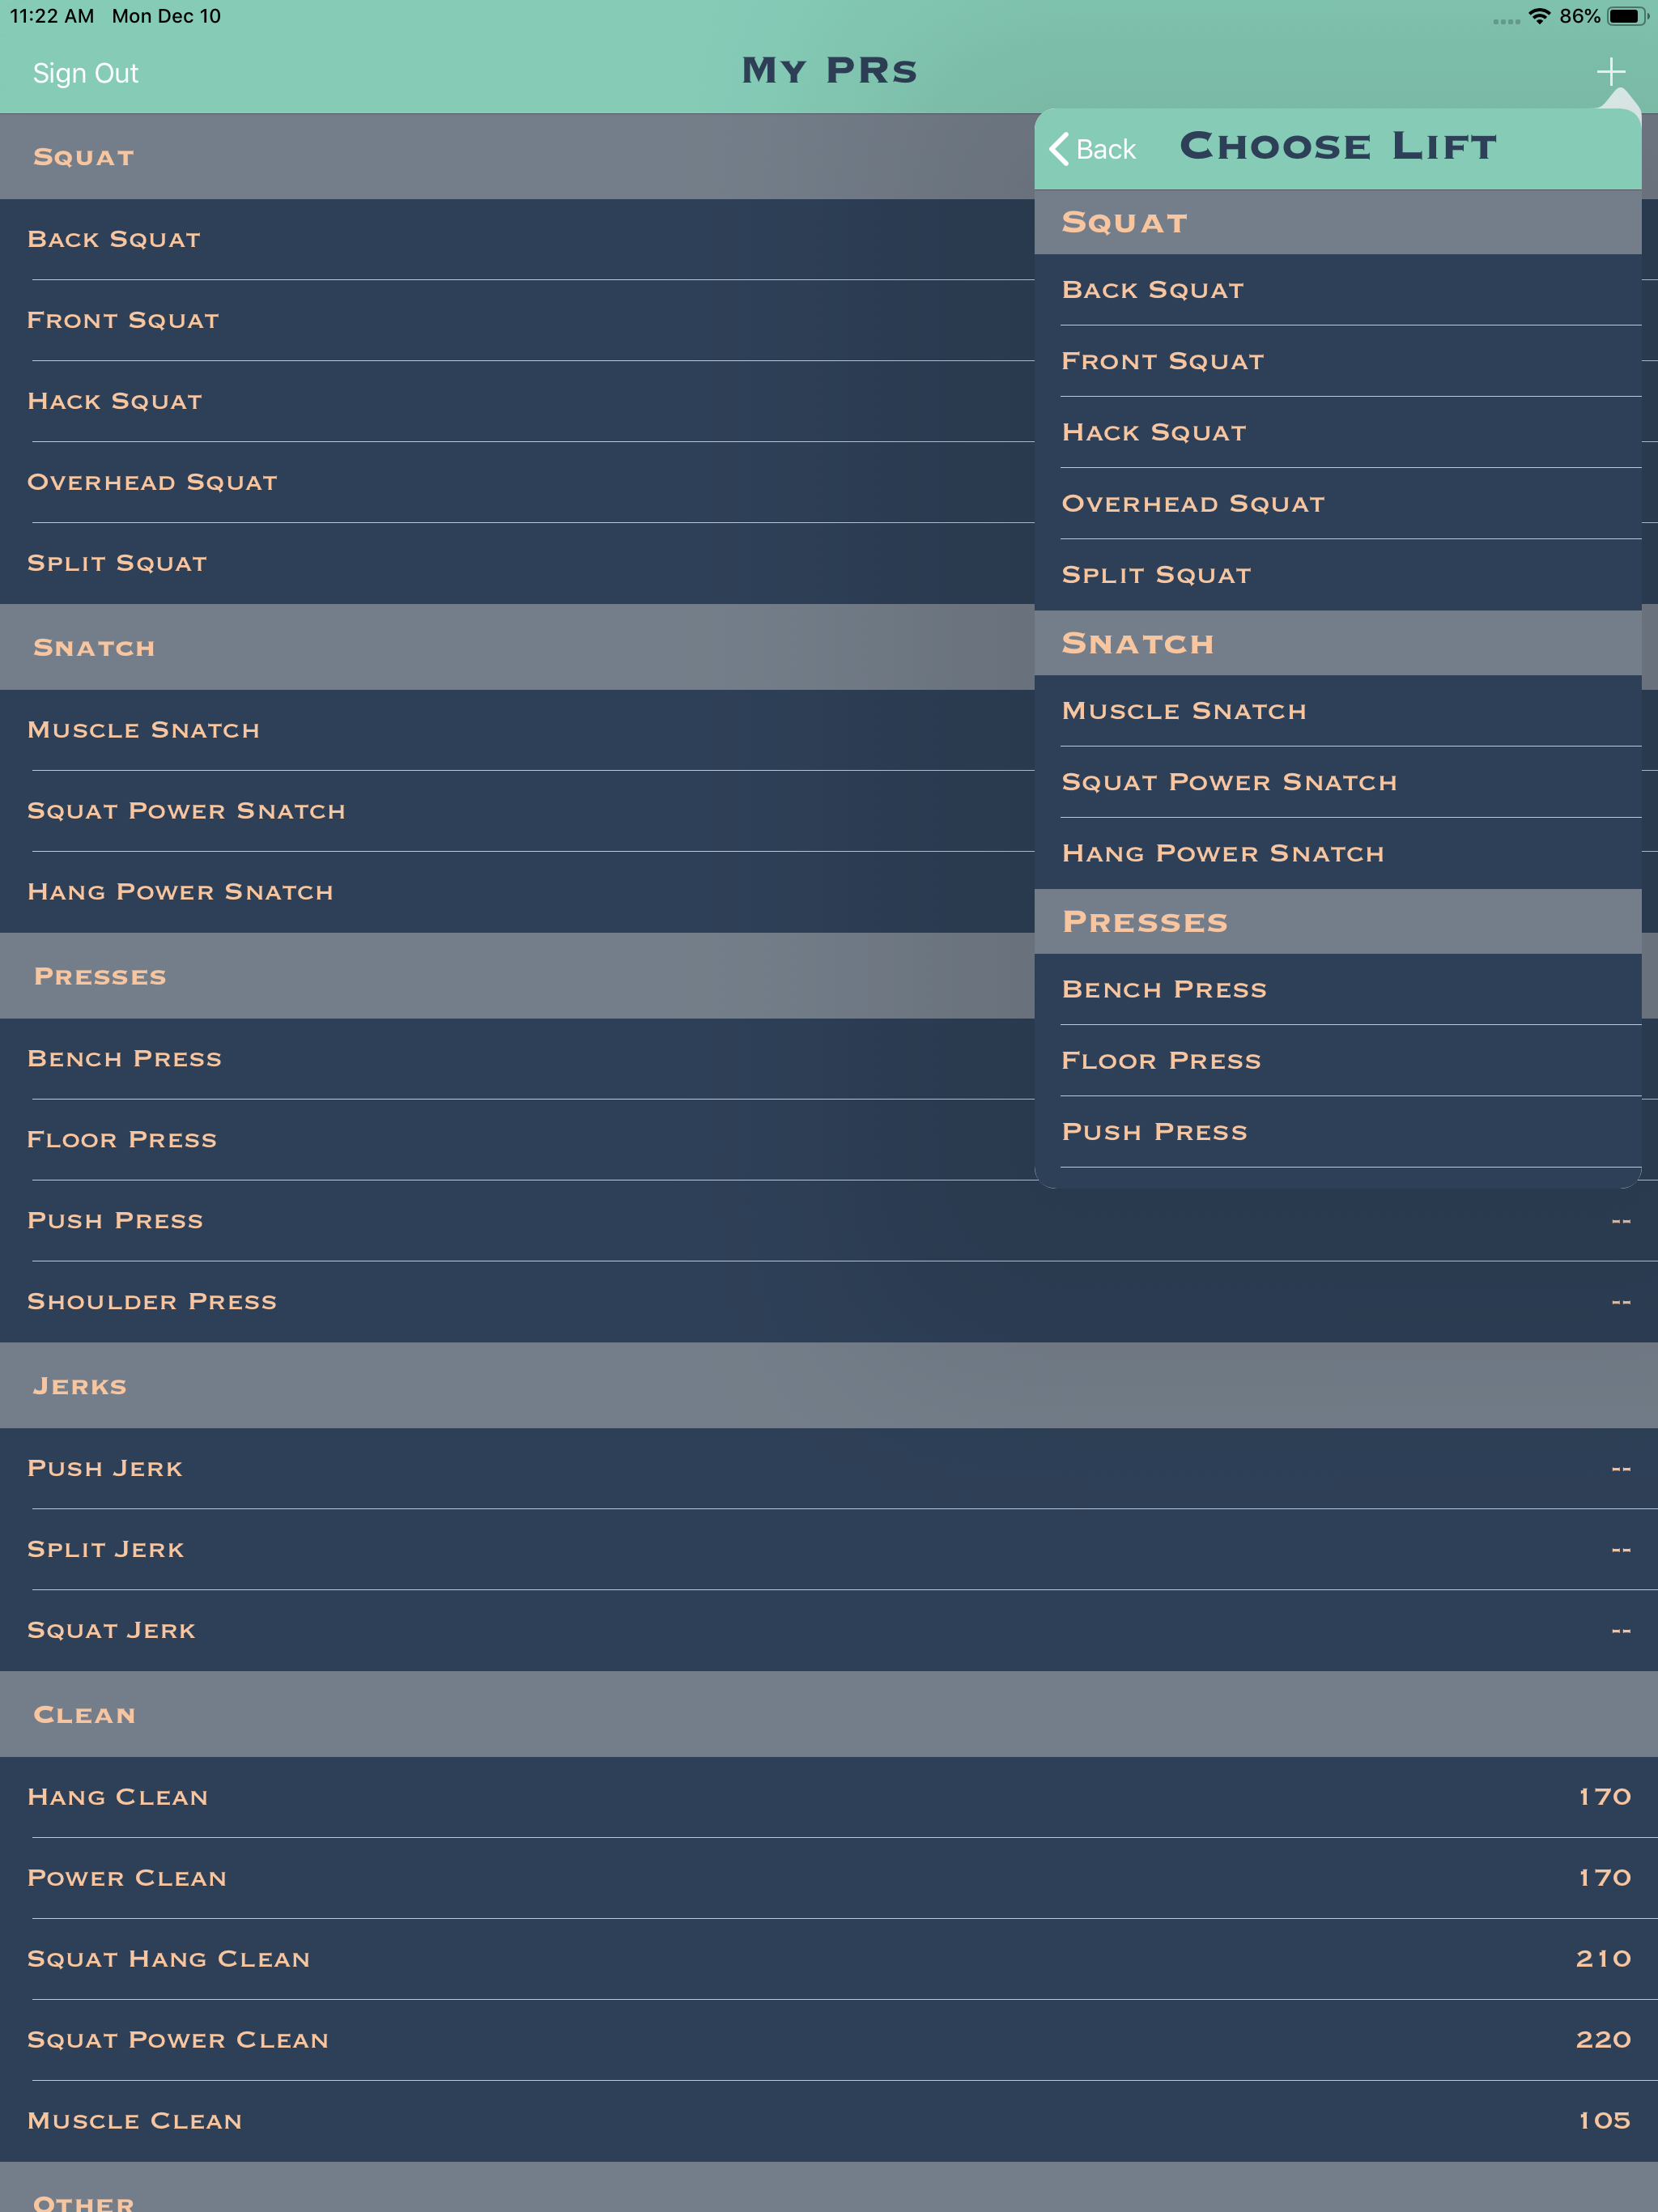 11:22 AM Mon Dec 10 86%
Sign Out My PRs +
Squat
Back Squat
Front Squat
Hack Squat
Overhead Squat
Split Squat
Snatch
Muscle Snatch
Squat Power Snatch
Hang Power Snatch
Presses
Bench Press
Floor Press
Push Press --
Shoulder Press --
Jerks
Push Jerk --
Split Jerk --
Squat Jerk --
Clean
Hang Clean 170
Power Clean 170
Squat Hang Clean 210
Squat Power Clean 220
Muscle Clean 105
Other
Back Choose Lift
Squat
Back Squat
Front Squat
Hack Squat
Overhead Squat
Split Squat
Snatch
Muscle Snatch
Squat Power Snatch
Hang Power Snatch
Presses
Bench Press
Floor Press
Push Press